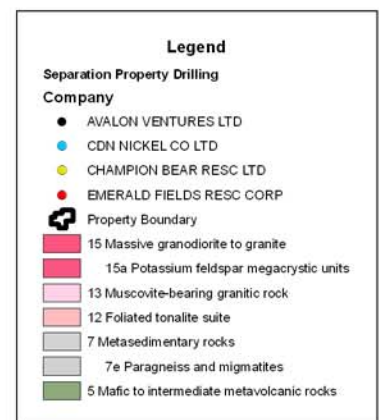 Legend
Separation Property Drilling
Company
AVALON VENTURES LTD
CDN NICKEL CO LTD
CHAMPION BEAR RESC LTD
EMERALD FIELDS RESC CORP
Property Boundary
15 Massive granodiorite to granite
15a Potassium feldspar megacrystic units
13 Muscovite-bearing granitic rock
12 Foliated tonalite suite
7 Metasedimentary rocks
7e Paragneiss and migmatites
5 Mafic to intermediate metavolcanic rocks